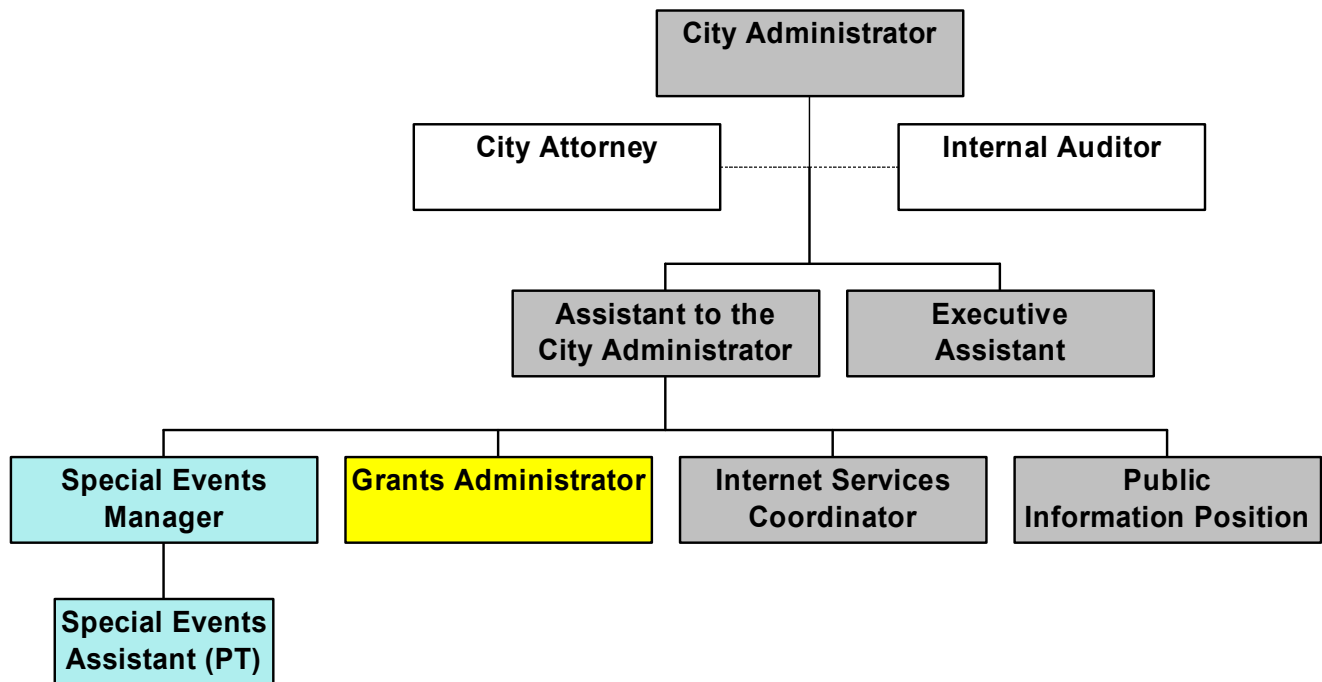 City Administrator
City Attorney
Internal Auditor
Assistant to the
City Administrator
Executive
Assistant
Special Events
Manager
Grants Administrator
Internet Services
Coordinator
Public
Information Position
Special Events
Assistant (PT)